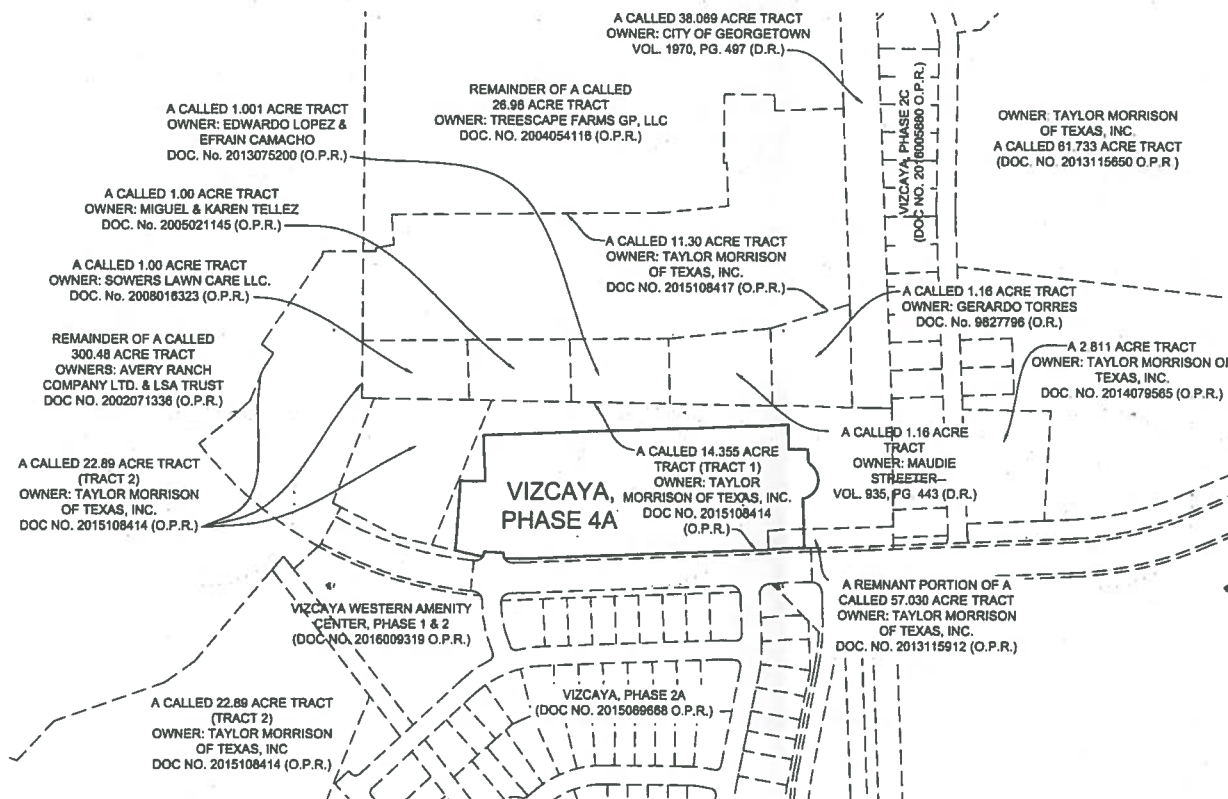 A CALLED 38.069 ACRE TRACT
OWNER: CITY OF GEORGETOWN
VOL. 1970, PG. 497 (D.R.)
REMAINDER OF A CALLED
26.96 ACRE TRACT
OWNER: TREESCAPE FARMS GP, LLC
DOC. NO. 2004054116 (O.P.R.)
A CALLED 1.001 ACRE TRACT
OWNER: EDWARDO LOPEZ &
EFRAIN CAMACHO
DOC. No. 2013075200 (O.P.R.)
VIZCAYA, PHASE 2C
(DOC NO. 2016005880 O.P.R.)
OWNER: TAYLOR MORRISON
OF TEXAS, INC.
A CALLED 61.733 ACRE TRACT
(DOC. NO. 2013115650 O.P.R.)
A CALLED 1.00 ACRE TRACT
OWNER: MIGUEL & KAREN TELLEZ
DOC. No. 2005021145 (O.P.R.)
A CALLED 11.30 ACRE TRACT
OWNER: TAYLOR MORRISON
OF TEXAS, INC.
DOC NO. 2015108417 (O.P.R.)
A CALLED 1.00 ACRE TRACT
OWNER: SOWERS LAWN CARE LLC.
DOC. No. 2008016323 (O.P.R.)
A CALLED 1.16 ACRE TRACT
OWNER: GERARDO TORRES
DOC. No. 9827796 (O.R.)
REMAINDER OF A CALLED
300.48 ACRE TRACT
OWNERS: AVERY RANCH
COMPANY LTD. & LSA TRUST
DOC NO. 2002071336 (O.P.R.)
A 2.811 ACRE TRACT
OWNER: TAYLOR MORRISON OF
TEXAS, INC.
DOC. NO. 2014079565 (O.P.R.)
A CALLED 22.89 ACRE TRACT
(TRACT 2)
OWNER: TAYLOR MORRISON
OF TEXAS, INC.
DOC NO. 2015108414 (O.P.R.)
VIZCAYA,
PHASE 4A
A CALLED 14.355 ACRE
TRACT (TRACT 1)
OWNER: TAYLOR
MORRISON OF TEXAS, INC.
DOC NO. 2015108414
(O.P.R.)
A CALLED 1.16 ACRE
TRACT
OWNER: MAUDIE
STREETER
VOL. 935, PG. 443 (D.R.)
A REMNANT PORTION OF A
CALLED 57.030 ACRE TRACT
OWNER: TAYLOR MORRISON
OF TEXAS, INC.
DOC. NO. 2013115912 (O.P.R.)
VIZCAYA WESTERN AMENITY
CENTER, PHASE 1 & 2
(DOC NO. 2016009319 O.P.R.)
A CALLED 22.89 ACRE TRACT
(TRACT 2)
OWNER: TAYLOR MORRISON
OF TEXAS, INC
DOC NO. 2015108414 (O.P.R.)
VIZCAYA, PHASE 2A
(DOC NO. 2015089668 O.P.R.)